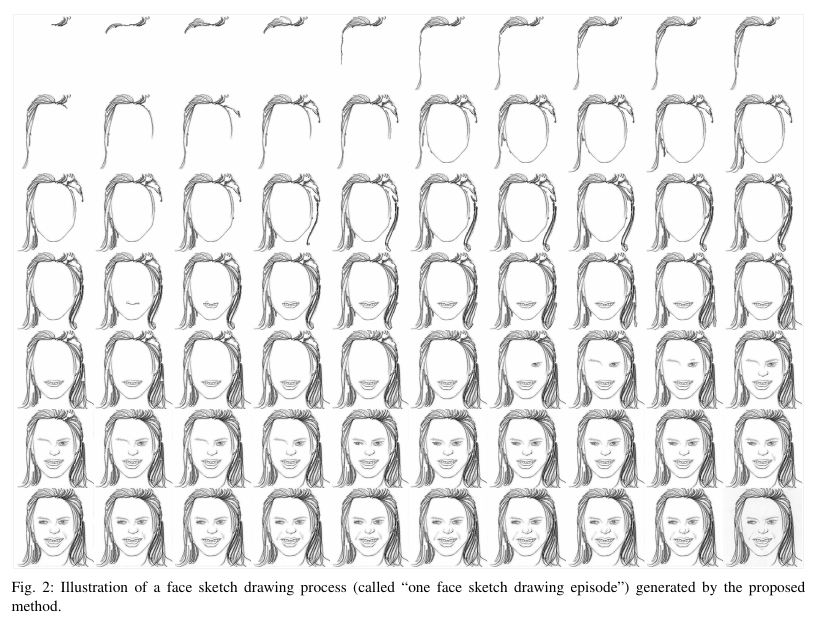 Fig. 2: Illustration of a face sketch drawing process (called “one face sketch drawing episode”) generated by the proposed
method.